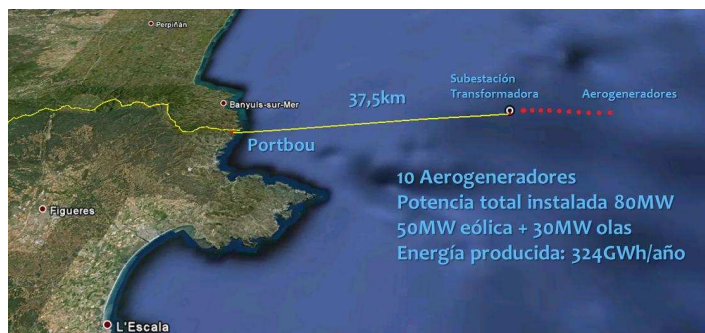 Perpiñán
Subestación
Transformadora
Aerogeneradores
37,5km
Banyuls-sur-Mer
Portbou
10 Aerogeneradores
Potencia total instalada 80MW
50MW eólica + 30MW olas
Energía producida: 324GWh/año
Figueres
L'Escala